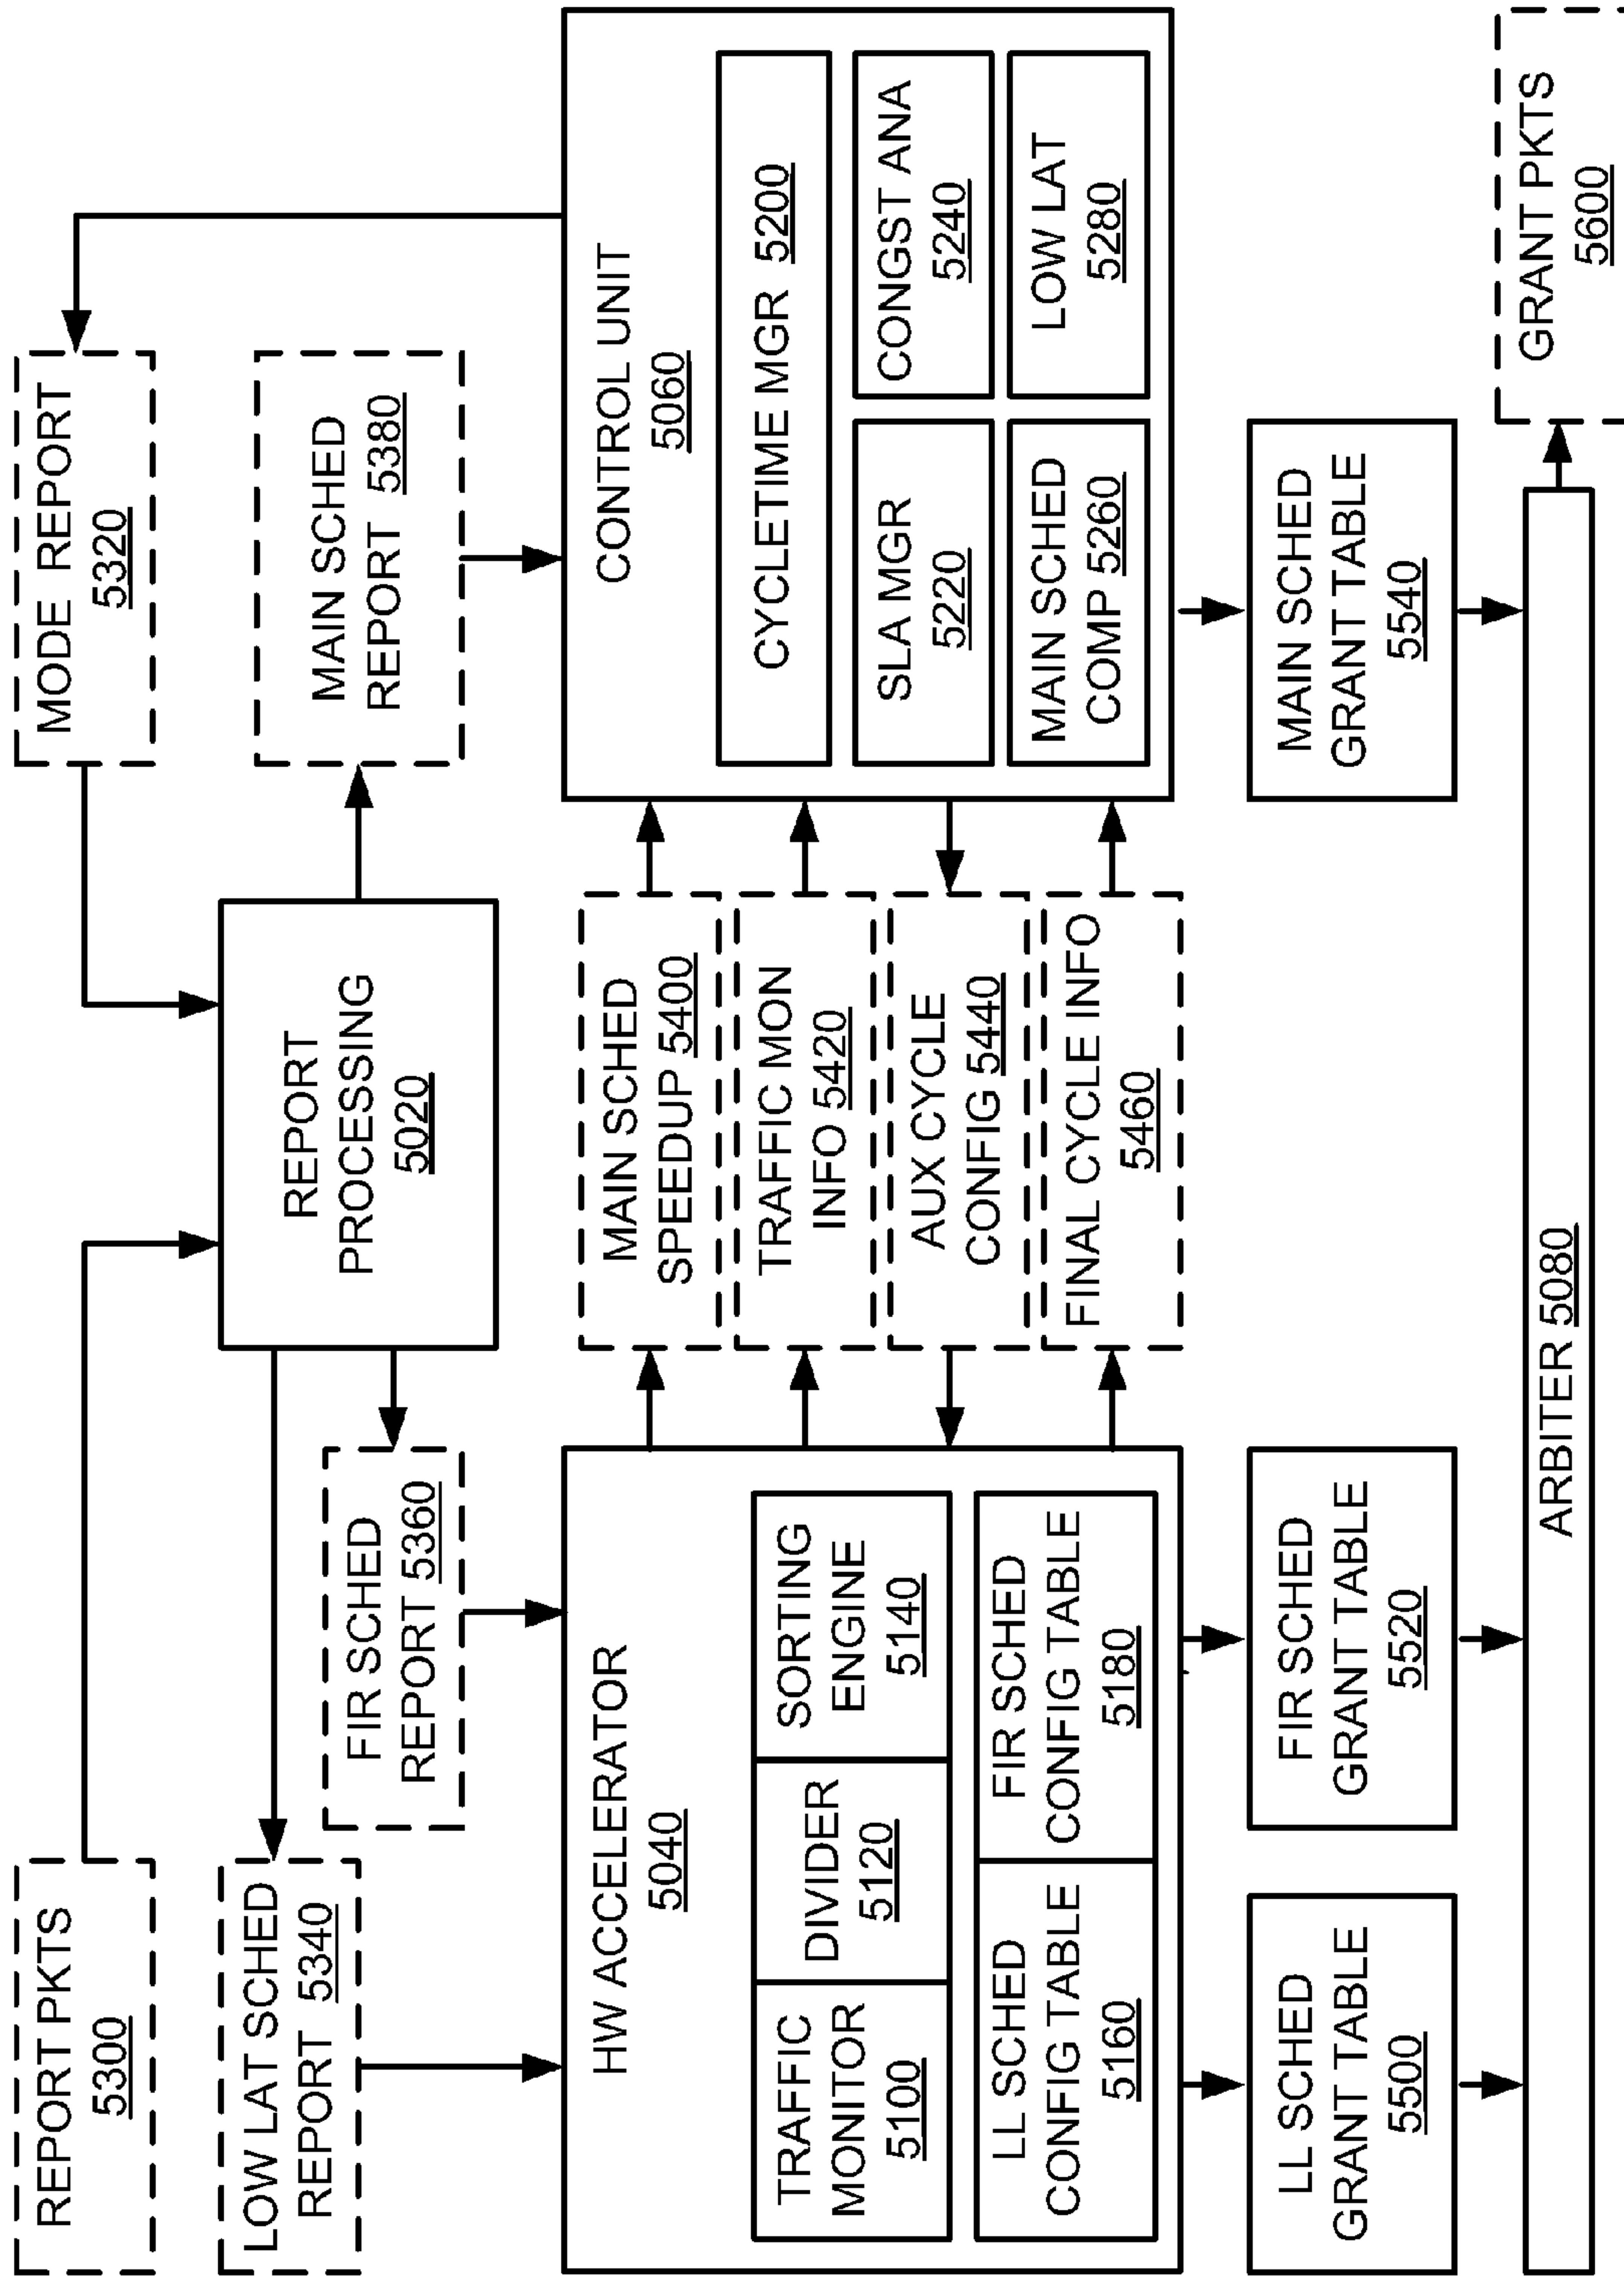 REPORT PKTS
5300
MODE REPORT
5320
LOW LAT SCHED
REPORT 5340
FIR SCHED
REPORT 5360
REPORT
PROCESSING
5020
MAIN SCHED
REPORT 5380
HW ACCELERATOR
5040
TRAFFIC
MONITOR
5100
DIVIDER
5120
SORTING
ENGINE
5140
LL SCHED
CONFIG TABLE
5160
FIR SCHED
CONFIG TABLE
5180
MAIN SCHED
SPEEDUP 5400
TRAFFIC MON
INFO 5420
AUX CYCLE
CONFIG 5440
FINAL CYCLE INFO
5460
CONTROL UNIT
5060
CYCLETIME MGR 5200
SLA MGR
5220
CONGST ANA
5240
MAIN SCHED
COMP 5260
LOW LAT
5280
LL SCHED
GRANT TABLE
5500
FIR SCHED
GRANT TABLE
5520
MAIN SCHED
GRANT TABLE
5540
ARBITER 5080
GRANT PKTS
5600